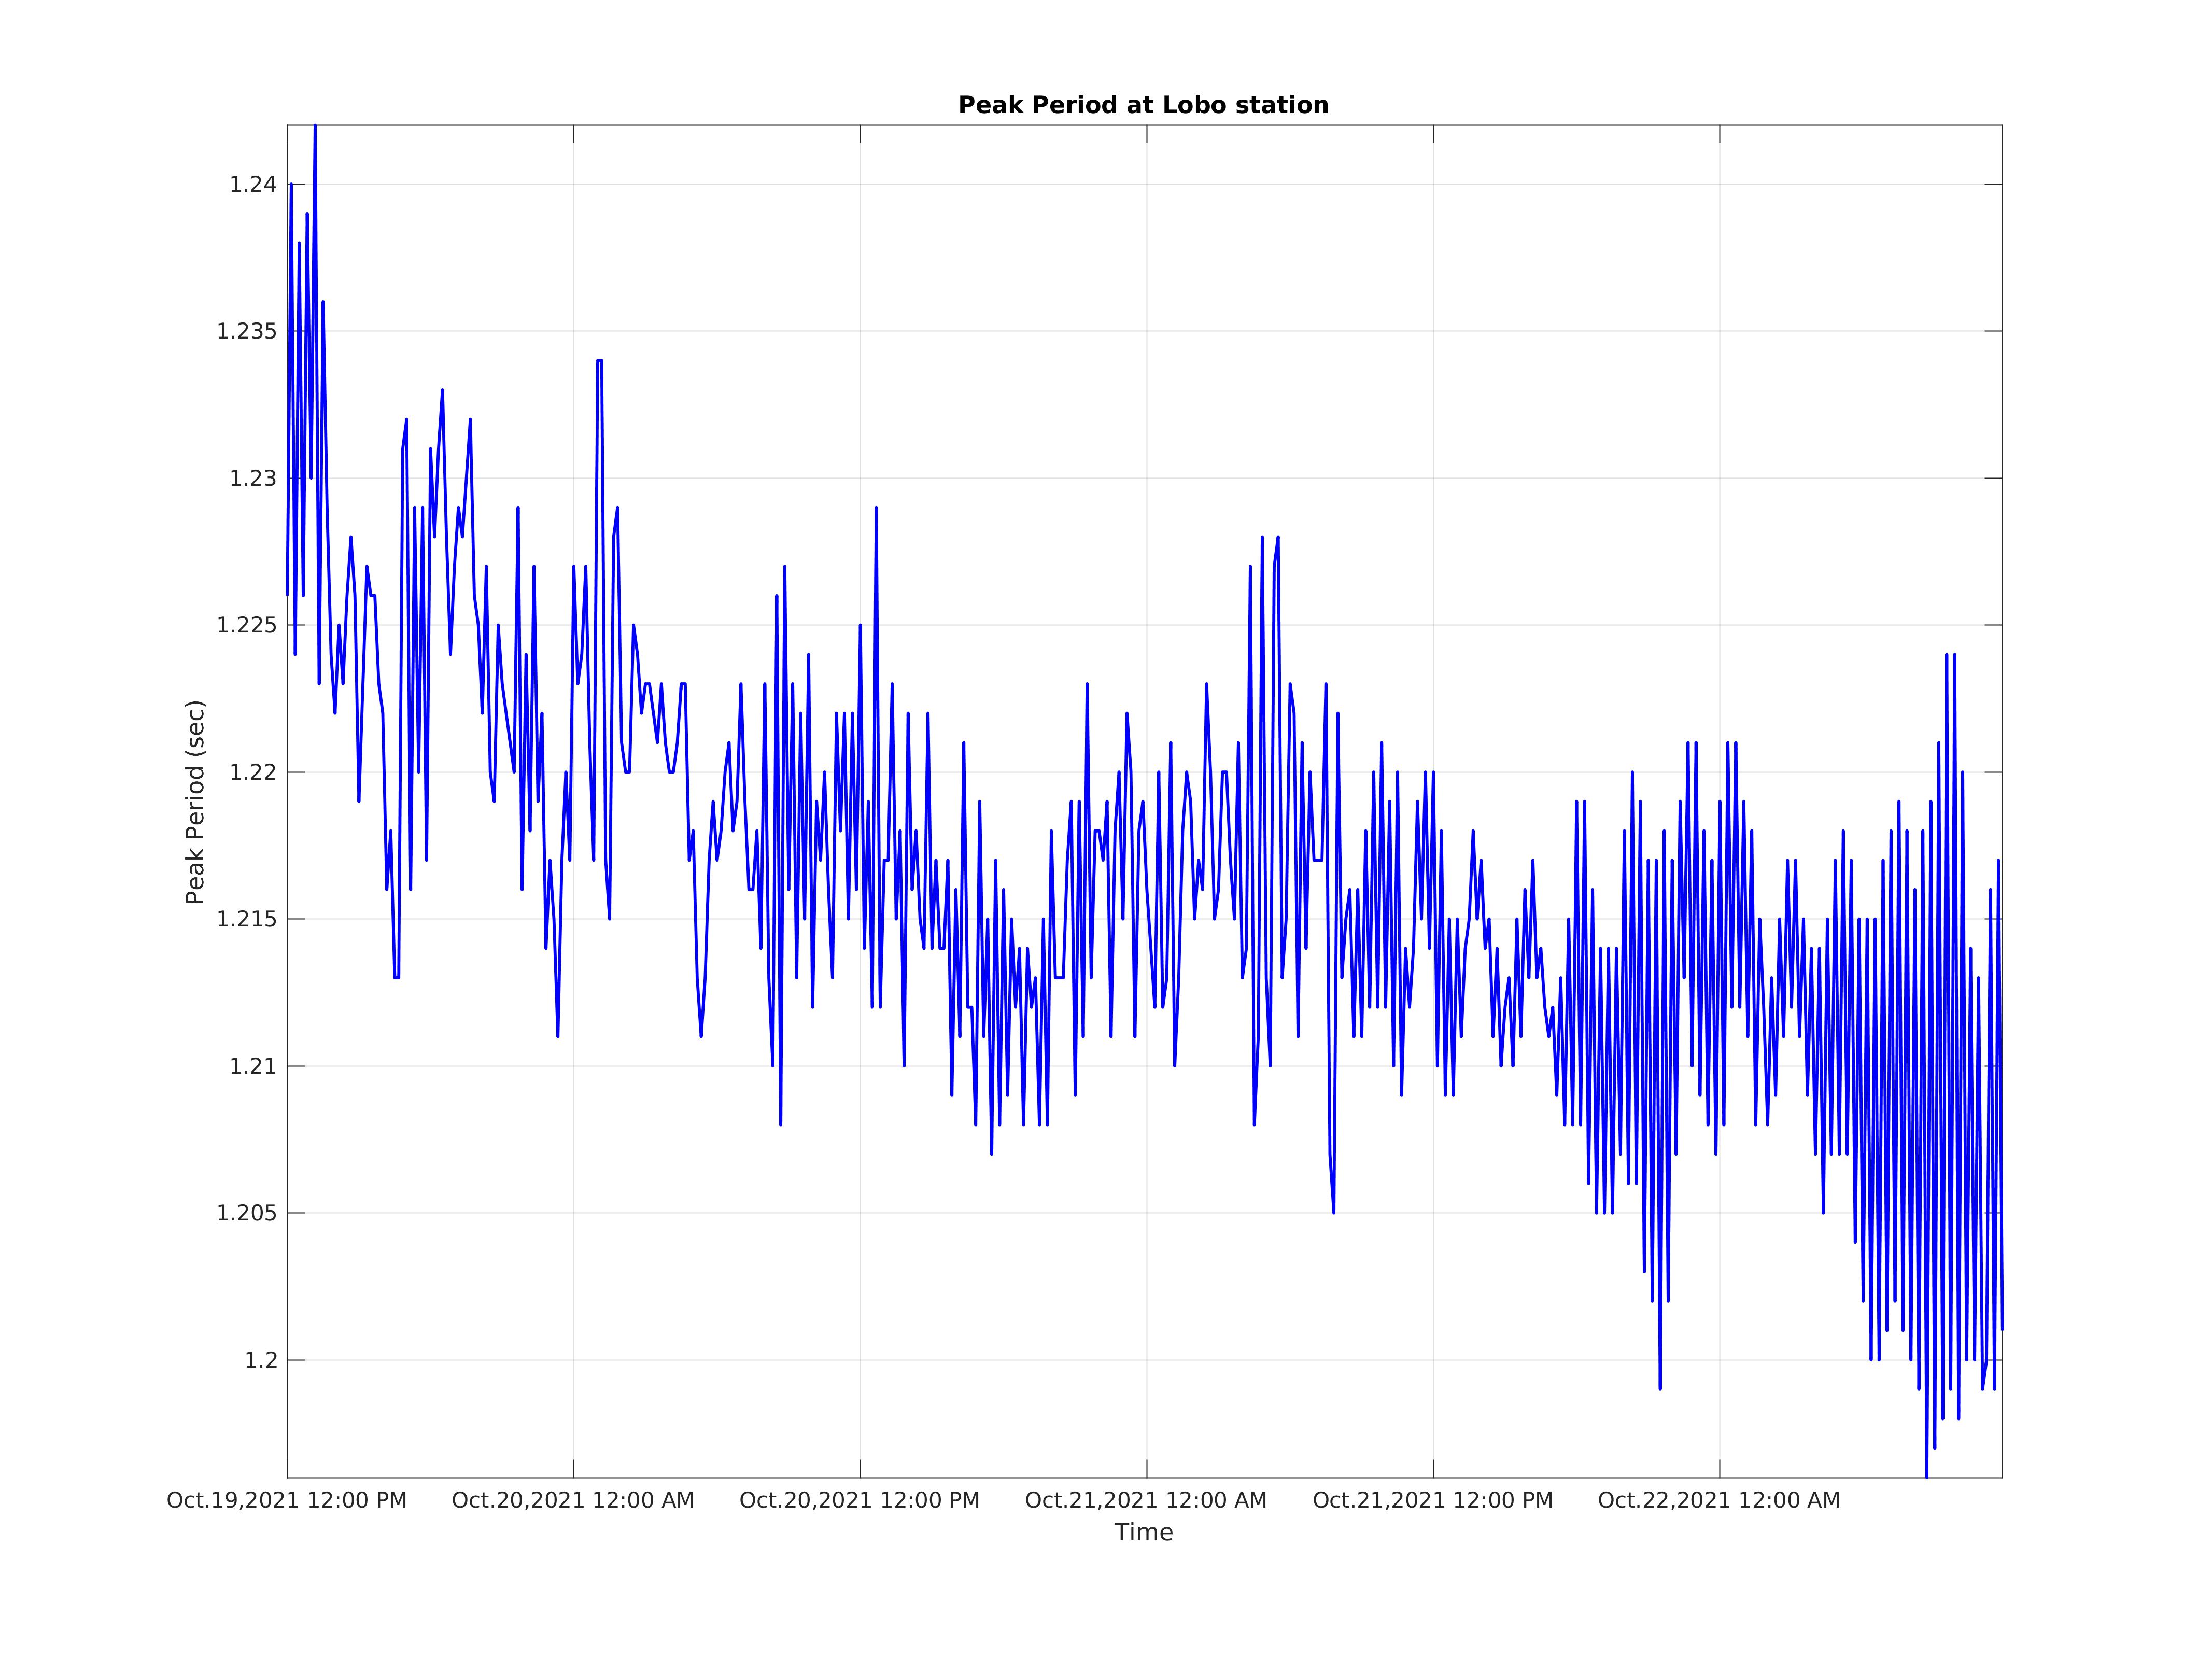 Peak Period at Lobo station
1.24
1.235
1.23
1.225
1.22
1.215
1.21
1.205
1.2
Peak Period (sec)
Oct.19,2021 12:00 PM Oct.20,2021 12:00 AM Oct.20,2021 12:00 PM Oct.21,2021 12:00 AM Oct.21,2021 12:00 PM Oct.22,2021 12:00 AM
Time